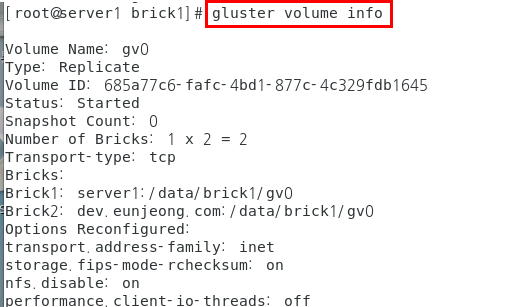 [root@server1 brick1]# gluster volume info
Volume Name: gv0
Type: Replicate
Volume ID: 685a77c6-fafc-4bd1-877c-4c329fdb1645
Status: Started
Snapshot Count: 0
Number of Bricks: 1 x 2 = 2
Transport-type: tcp
Bricks:
Brick1: server1:/data/brick1/gv0
Brick2: dev.eunjeong.com:/data/brick1/gv0
Options Reconfigured:
transport.address-family: inet
storage.fips-mode-rchecksum: on
nfs.disable: on
performance.client-io-threads: off